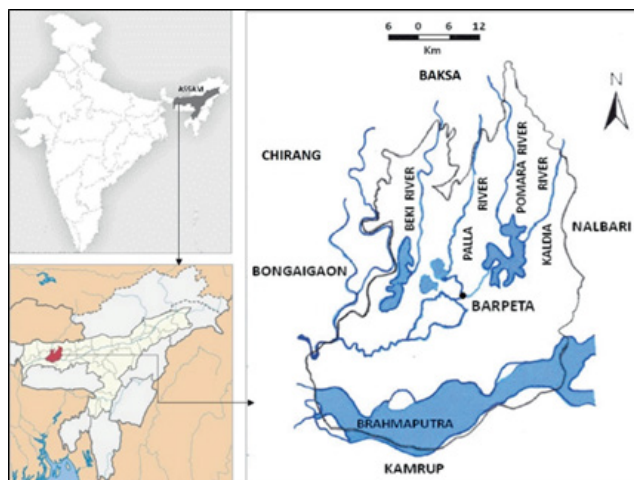 ASSAM
6 0 6 12
Km
BAKSA
N
CHIRANG
BEKI RIVER
PALLA RIVER
POMARA RIVER
KALDIA RIVER
NALBARI
BONGAIGAON
BARPETA
BRAHMAPUTRA
KAMRUP